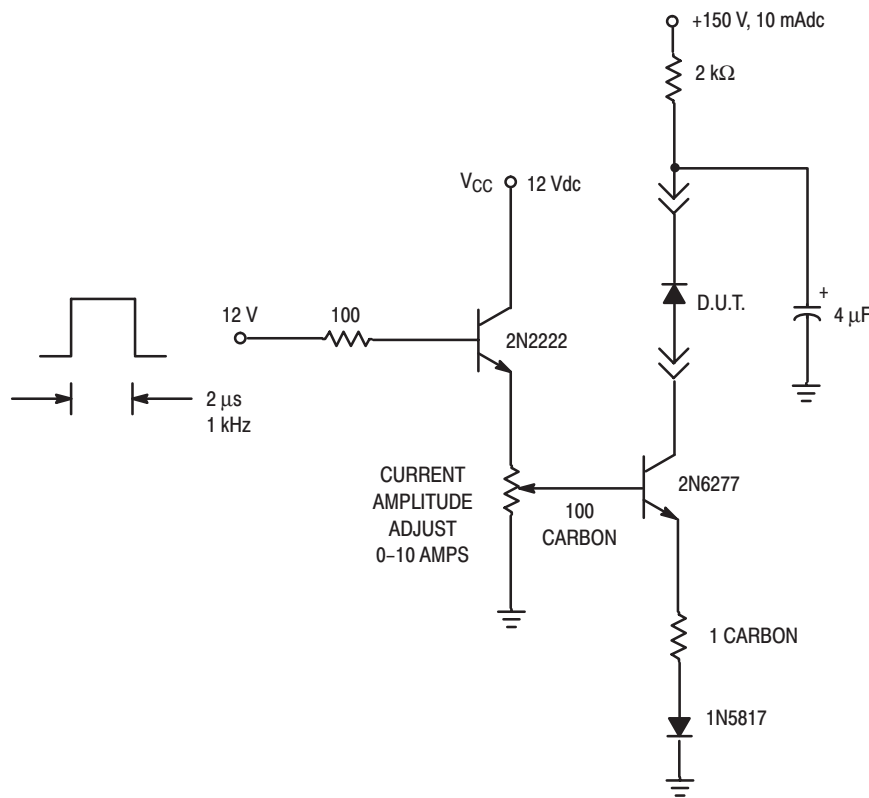 +150 V, 10 mAdc
2 kΩ
VCC 12 Vdc
12 V
100
2N2222
D.U.T.
+
4 μF
2 μs
1 kHz
CURRENT
AMPLITUDE
ADJUST
0–10 AMPS
100
CARBON
2N6277
1 CARBON
1N5817